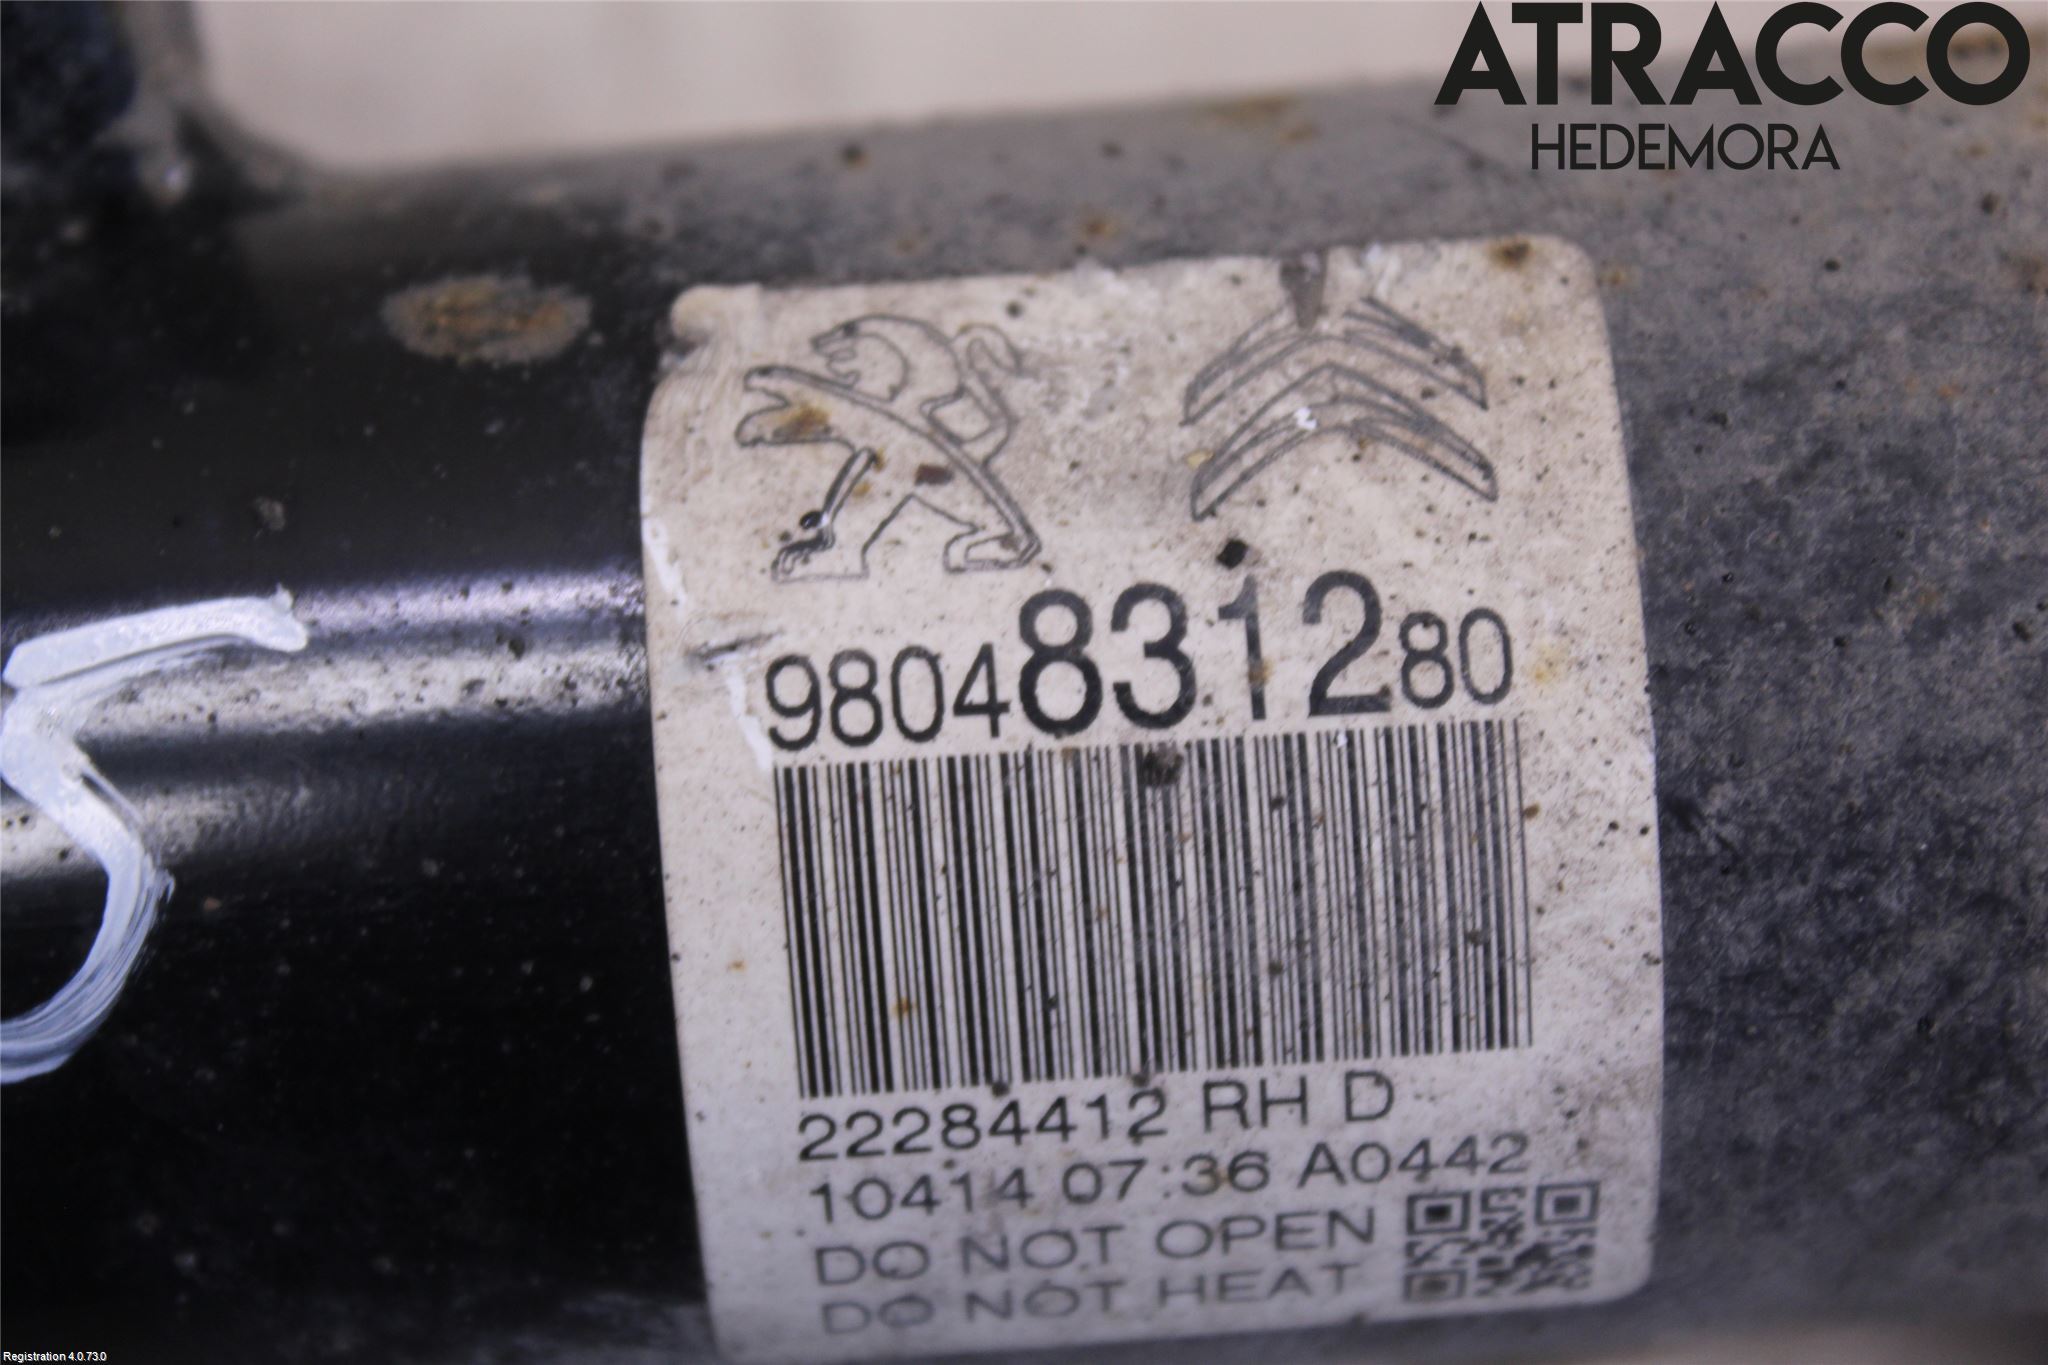 ATRACCO
HEDEMORA
9804831280
22284412 RH D
10414 07:36 A0442
DO NOT OPEN
DO NOT HEAT
Registration 4.0.73.0